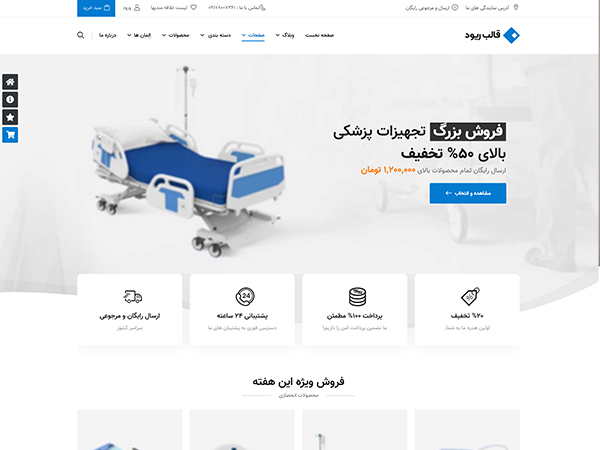 آدرس نمایندگی های ما
ارسال و مرجوعی رایگان
تماس با ما : ۰۹۱۷۸۰۰۷۳۶۱
لیست علاقه مندیها
ورود
سبد خرید
قالب ریود
صفحه نخست
وبلاگ
صفحات
دسته بندی
محصولات
المان ها
درباره ما
فروش بزرگ تجهیزات پزشکی
بالای ۵۰% تخفیف
ارسال رایگان تمام محصولات بالای ۱,۲۰۰,۰۰۰ تومان
مشاهده و انتخاب
۲۰% تخفیف
اولین هدیه ما به شما!
پرداخت ۱۰۰% مطمئن
ما تضمین پرداخت امن را داریم!
24
پشتیبانی ۲۴ ساعته
دسترسی فوری به پشتیبان های ما
ارسال رایگان و مرجوعی
سراسر کشور
فروش ویژه این هفته
محصولات انحصاری